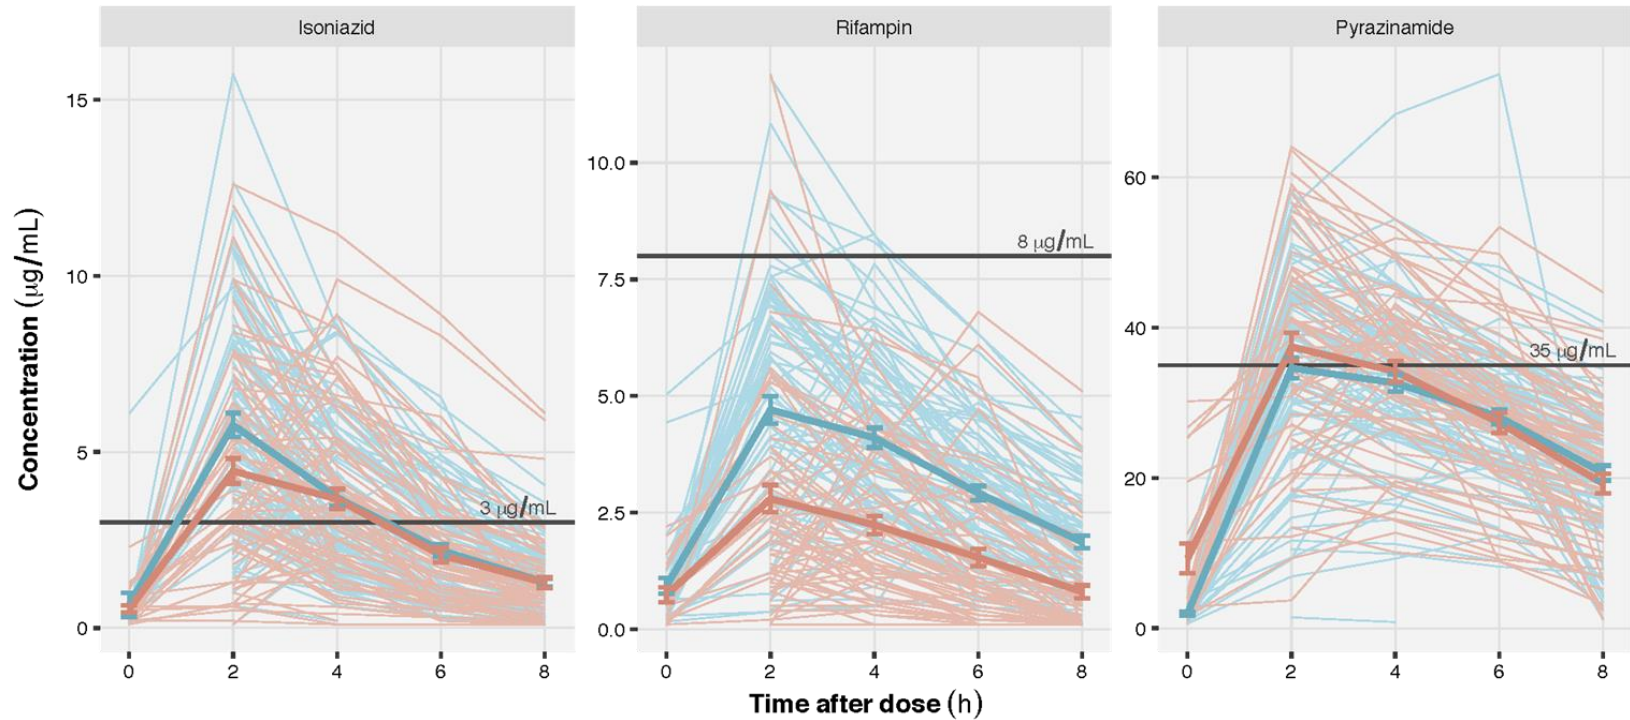 Isoniazid
Rifampin
Pyrazinamide
Concentration (μg/mL)
15
10
5
0
3 μg/mL
0 2 4 6 8
10.0
7.5
5.0
2.5
0.0
8 μg/mL
0 2 4 6 8
60
40
20
0
35 μg/mL
0 2 4 6 8
Time after dose (h)